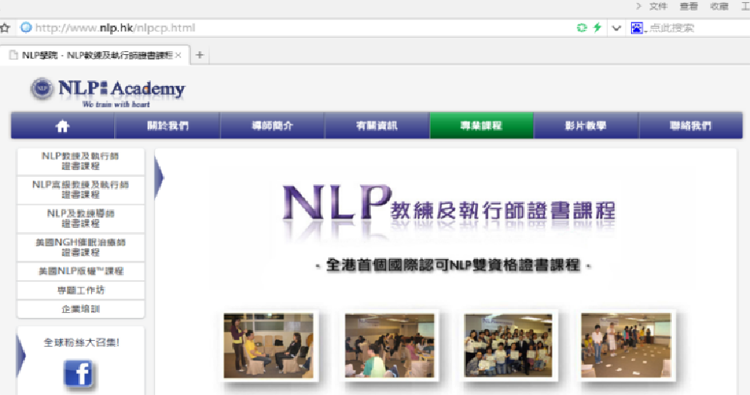 文件 查看 收藏 工
http://www.nlp.hk/nlpcp.html
点此搜索
NLP學院 - NLP教練及執行師證書課程
NLP Academy
We train with heart
關於我們 導師簡介 有關資訊 專業課程 影片教學 聯絡我們
NLP教練及執行師
證書課程
NLP高級教練及執行師
證書課程
NLP及教練導師
證書課程
美國NGH催眠治療師
證書課程
美國NLP版權™課程
專題工作坊
企業培訓
全球粉絲大召集!
f
NLP教練及執行師證書課程
· 全港首個國際認可NLP雙資格證書課程 ·